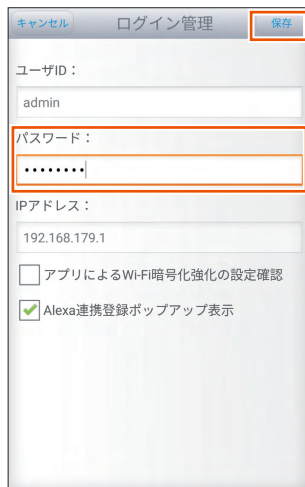 キャンセル ログイン管理 保存
ユーザID：
admin
パスワード：
••••••••
IPアドレス：
192.168.179.1
アプリによるWi-Fi暗号化強化の設定確認
Alexa連携登録ポップアップ表示